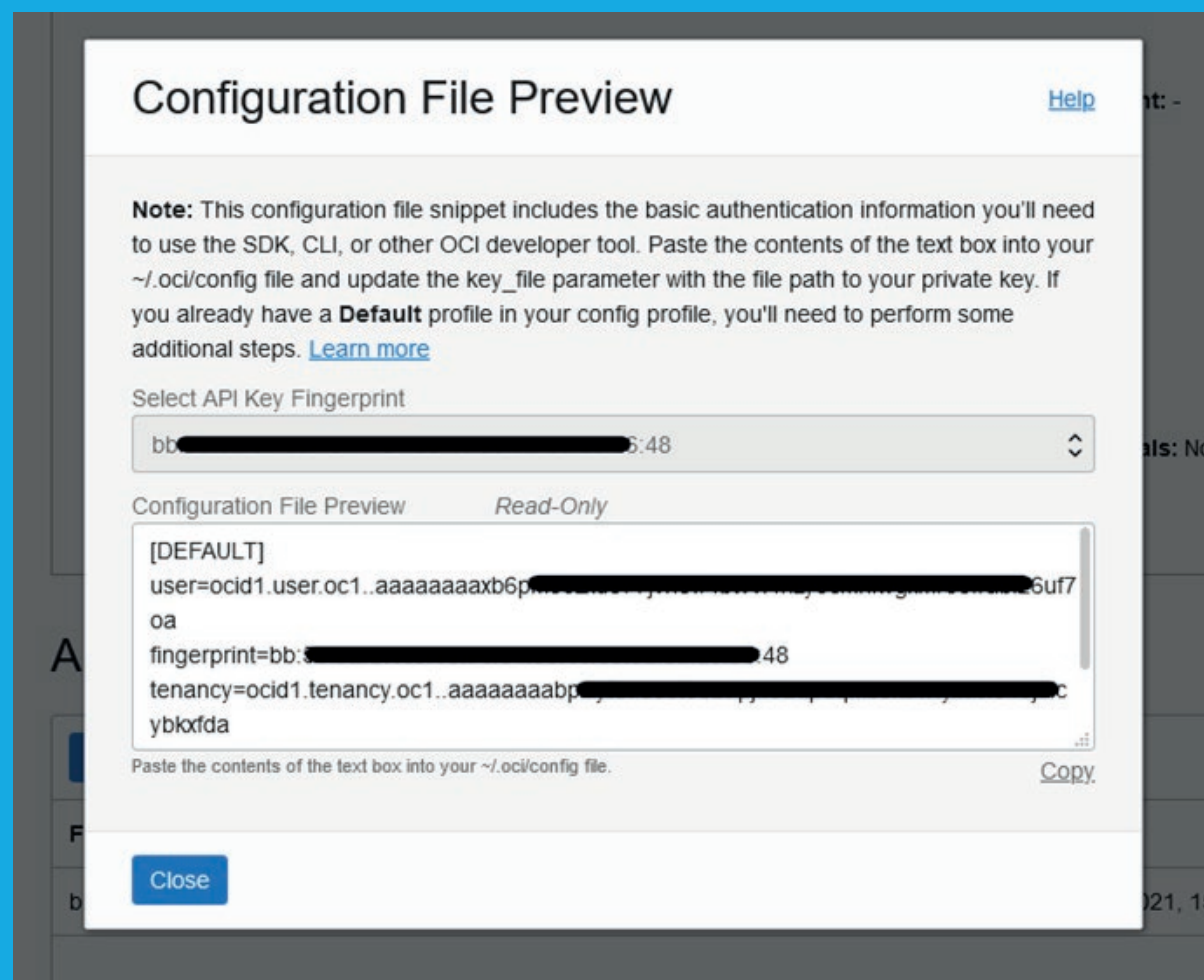 Configuration File Preview
Help
nt: -
Note: This configuration file snippet includes the basic authentication information you'll need
to use the SDK, CLI, or other OCI developer tool. Paste the contents of the text box into your
~/.oci/config file and update the key_file parameter with the file path to your private key. If
you already have a Default profile in your config profile, you'll need to perform some
additional steps. Learn more
Select API Key Fingerprint
bb 6:48
als: No
Configuration File Preview Read-Only
[DEFAULT]
user=ocid1.user.oc1..aaaaaaaaxb6p 6uf7
oa
fingerprint=bb: :48
tenancy=ocid1.tenancy.oc1..aaaaaaaabp c
ybkxfda
Paste the contents of the text box into your ~/.oci/config file.
Copy
A
F
Close
b
021, 1